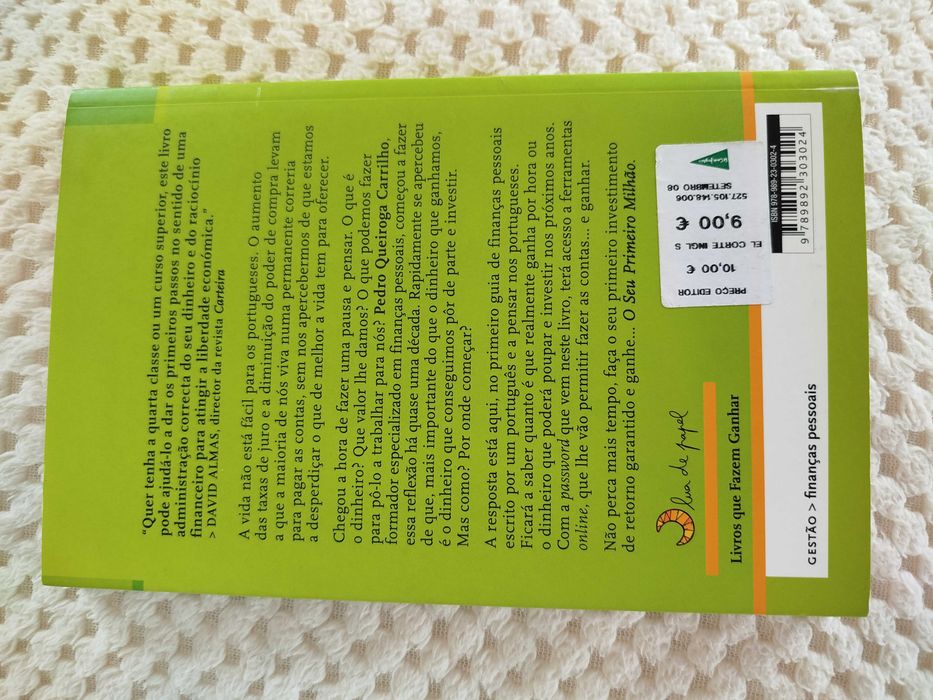 “Quer tenha a quarta classe ou um curso superior, este livro
pode ajudá-lo a dar os primeiros passos no sentido de uma
administração correcta do seu dinheiro e do raciocínio
financeiro para atingir a liberdade económica.”
> DAVID ALMAS, director da revista Carteira
A vida não está fácil para os portugueses. O aumento
das taxas de juro e a diminuição do poder de compra levam
a que a maioria de nós viva numa permanente correria
para pagar as contas, sem nos apercebermos de que estamos
a desperdiçar o que de melhor a vida tem para oferecer.
Chegou a hora de fazer uma pausa e pensar. O que é
o dinheiro? Que valor lhe damos? O que podemos fazer
para pô-lo a trabalhar para nós? Pedro Queiroga Carrilho,
formador especializado em finanças pessoais, começou a fazer
essa reflexão há quase uma década. Rapidamente se apercebeu
de que, mais importante do que o dinheiro que ganhamos,
é o dinheiro que conseguimos pôr de parte e investir.
Mas como? Por onde começar?
A resposta está aqui, no primeiro guia de finanças pessoais
escrito por um português e a pensar nos portugueses.
Ficará a saber quanto é que realmente ganha por hora ou
o dinheiro que poderá poupar e investir nos próximos anos.
Com a password que vem neste livro, terá acesso a ferramentas
online, que lhe vão permitir fazer as contas... e ganhar.
Não perca mais tempo, faça o seu primeiro investimento
de retorno garantido e ganhe... O Seu Primeiro Milhão.
lua de papel
Livros que Fazem Ganhar
PREÇO EDITOR
10,00 €
EL CORTE INGL S
9,00 €
SETEMBRO 08
527.105.148.006
El Corte Inglés
GESTÃO > finanças pessoais
ISBN 978-989-23-0302-4
9 789892 303024